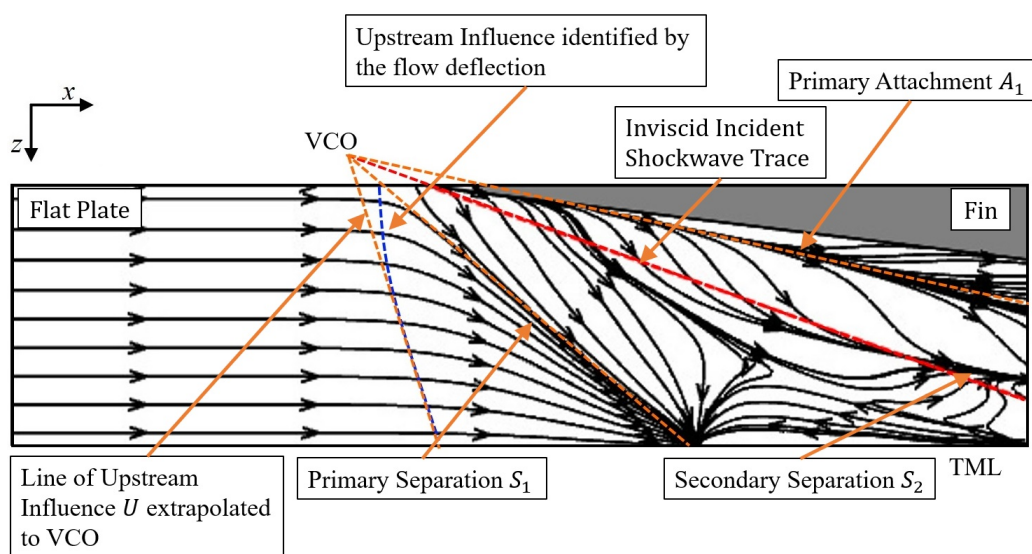 Upstream Influence identified by
the flow deflection
x
Primary Attachment A₁
z
VCO
Inviscid Incident
Shockwave Trace
Flat Plate
Fin
Line of Upstream
Influence U extrapolated
to VCO
Primary Separation S₁
Secondary Separation S₂
TML